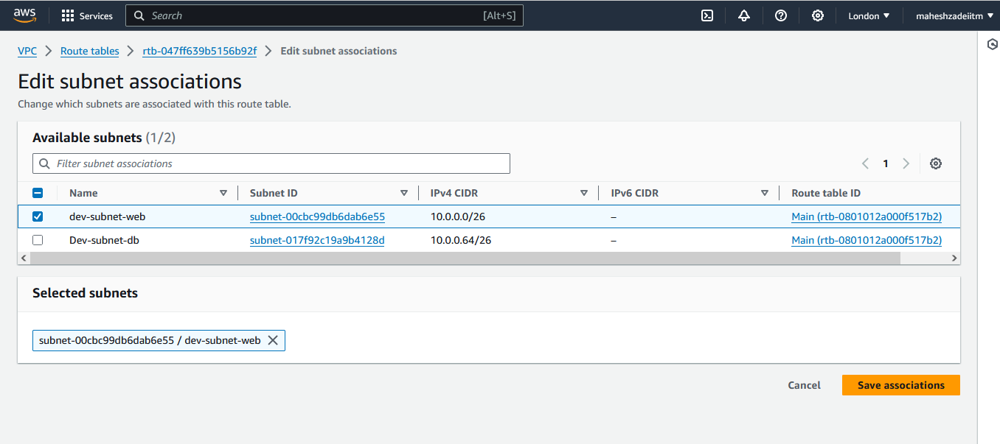 aws Services Search [Alt+S] London maheshzadeiitm
VPC Route tables rtb-047ff639b5156b92f Edit subnet associations
Edit subnet associations
Change which subnets are associated with this route table.
Available subnets (1/2)
Filter subnet associations 1
Name Subnet ID IPv4 CIDR IPv6 CIDR Route table ID
dev-subnet-web subnet-00cbc99db6dab6e55 10.0.0.0/26 – Main (rtb-0801012a000f517b2)
Dev-subnet-db subnet-017f92c19a9b4128d 10.0.0.64/26 – Main (rtb-0801012a000f517b2)
Selected subnets
subnet-00cbc99db6dab6e55 / dev-subnet-web
Cancel Save associations